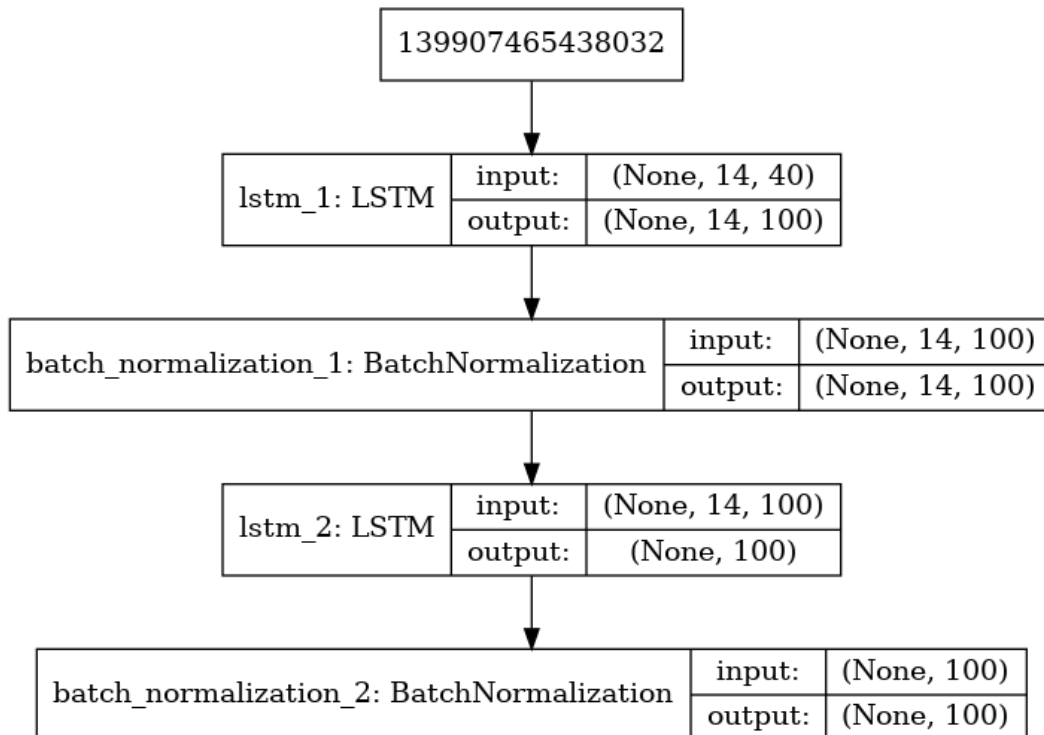 139907465438032
lstm_1: LSTM
input:
(None, 14, 40)
output:
(None, 14, 100)
batch_normalization_1: BatchNormalization
input:
(None, 14, 100)
output:
(None, 14, 100)
lstm_2: LSTM
input:
(None, 14, 100)
output:
(None, 100)
batch_normalization_2: BatchNormalization
input:
(None, 100)
output:
(None, 100)